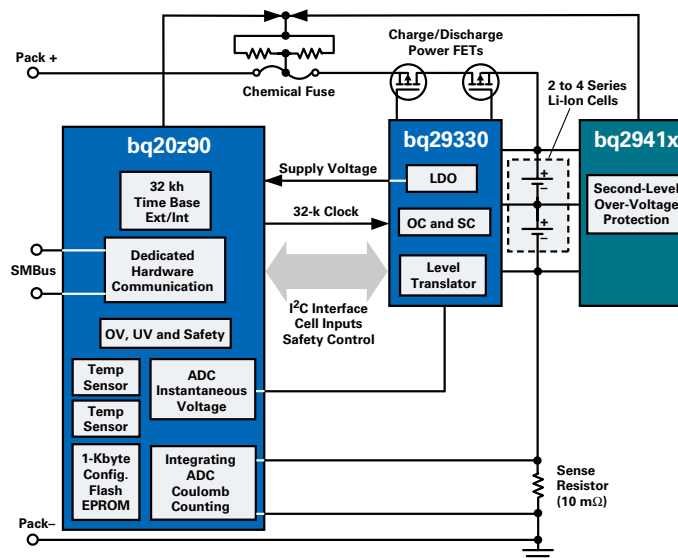 Charge/Discharge
Power FETs
Pack +
Chemical Fuse
2 to 4 Series
Li-Ion Cells
bq20z90
bq29330
bq2941x
32 kh
Time Base
Ext/Int
Supply Voltage
LDO
Second-Level
Over-Voltage
Protection
32-k Clock
OC and SC
SMBus
Dedicated
Hardware
Communication
Level
Translator
I²C Interface
Cell Inputs
Safety Control
OV, UV and Safety
Temp
Sensor
ADC
Instantaneous
Voltage
Temp
Sensor
1-Kbyte
Config.
Flash
EPROM
Integrating
ADC
Coulomb
Counting
Sense
Resistor
(10 mΩ)
Pack–
+
–
+
–